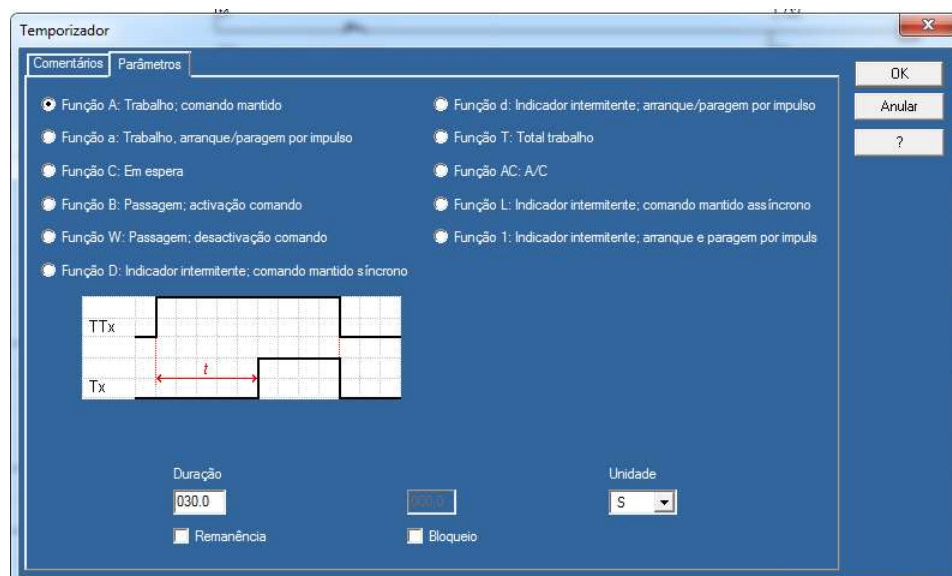 Temporizador
Comentários
Parâmetros
OK
Anular
?
Função A: Trabalho; comando mantido
Função a: Trabalho, arranque/paragem por impulso
Função C: Em espera
Função B: Passagem; activação comando
Função W: Passagem; desactivação comando
Função D: Indicador intermitente; comando mantido síncrono
Função d: Indicador intermitente; arranque/paragem por impulso
Função T: Total trabalho
Função AC: A/C
Função L: Indicador intermitente; comando mantido assíncrono
Função 1: Indicador intermitente; arranque e paragem por impuls
TTx
t
Tx
Duração
Unidade
030.0
000.0
S
Remanência
Bloqueio